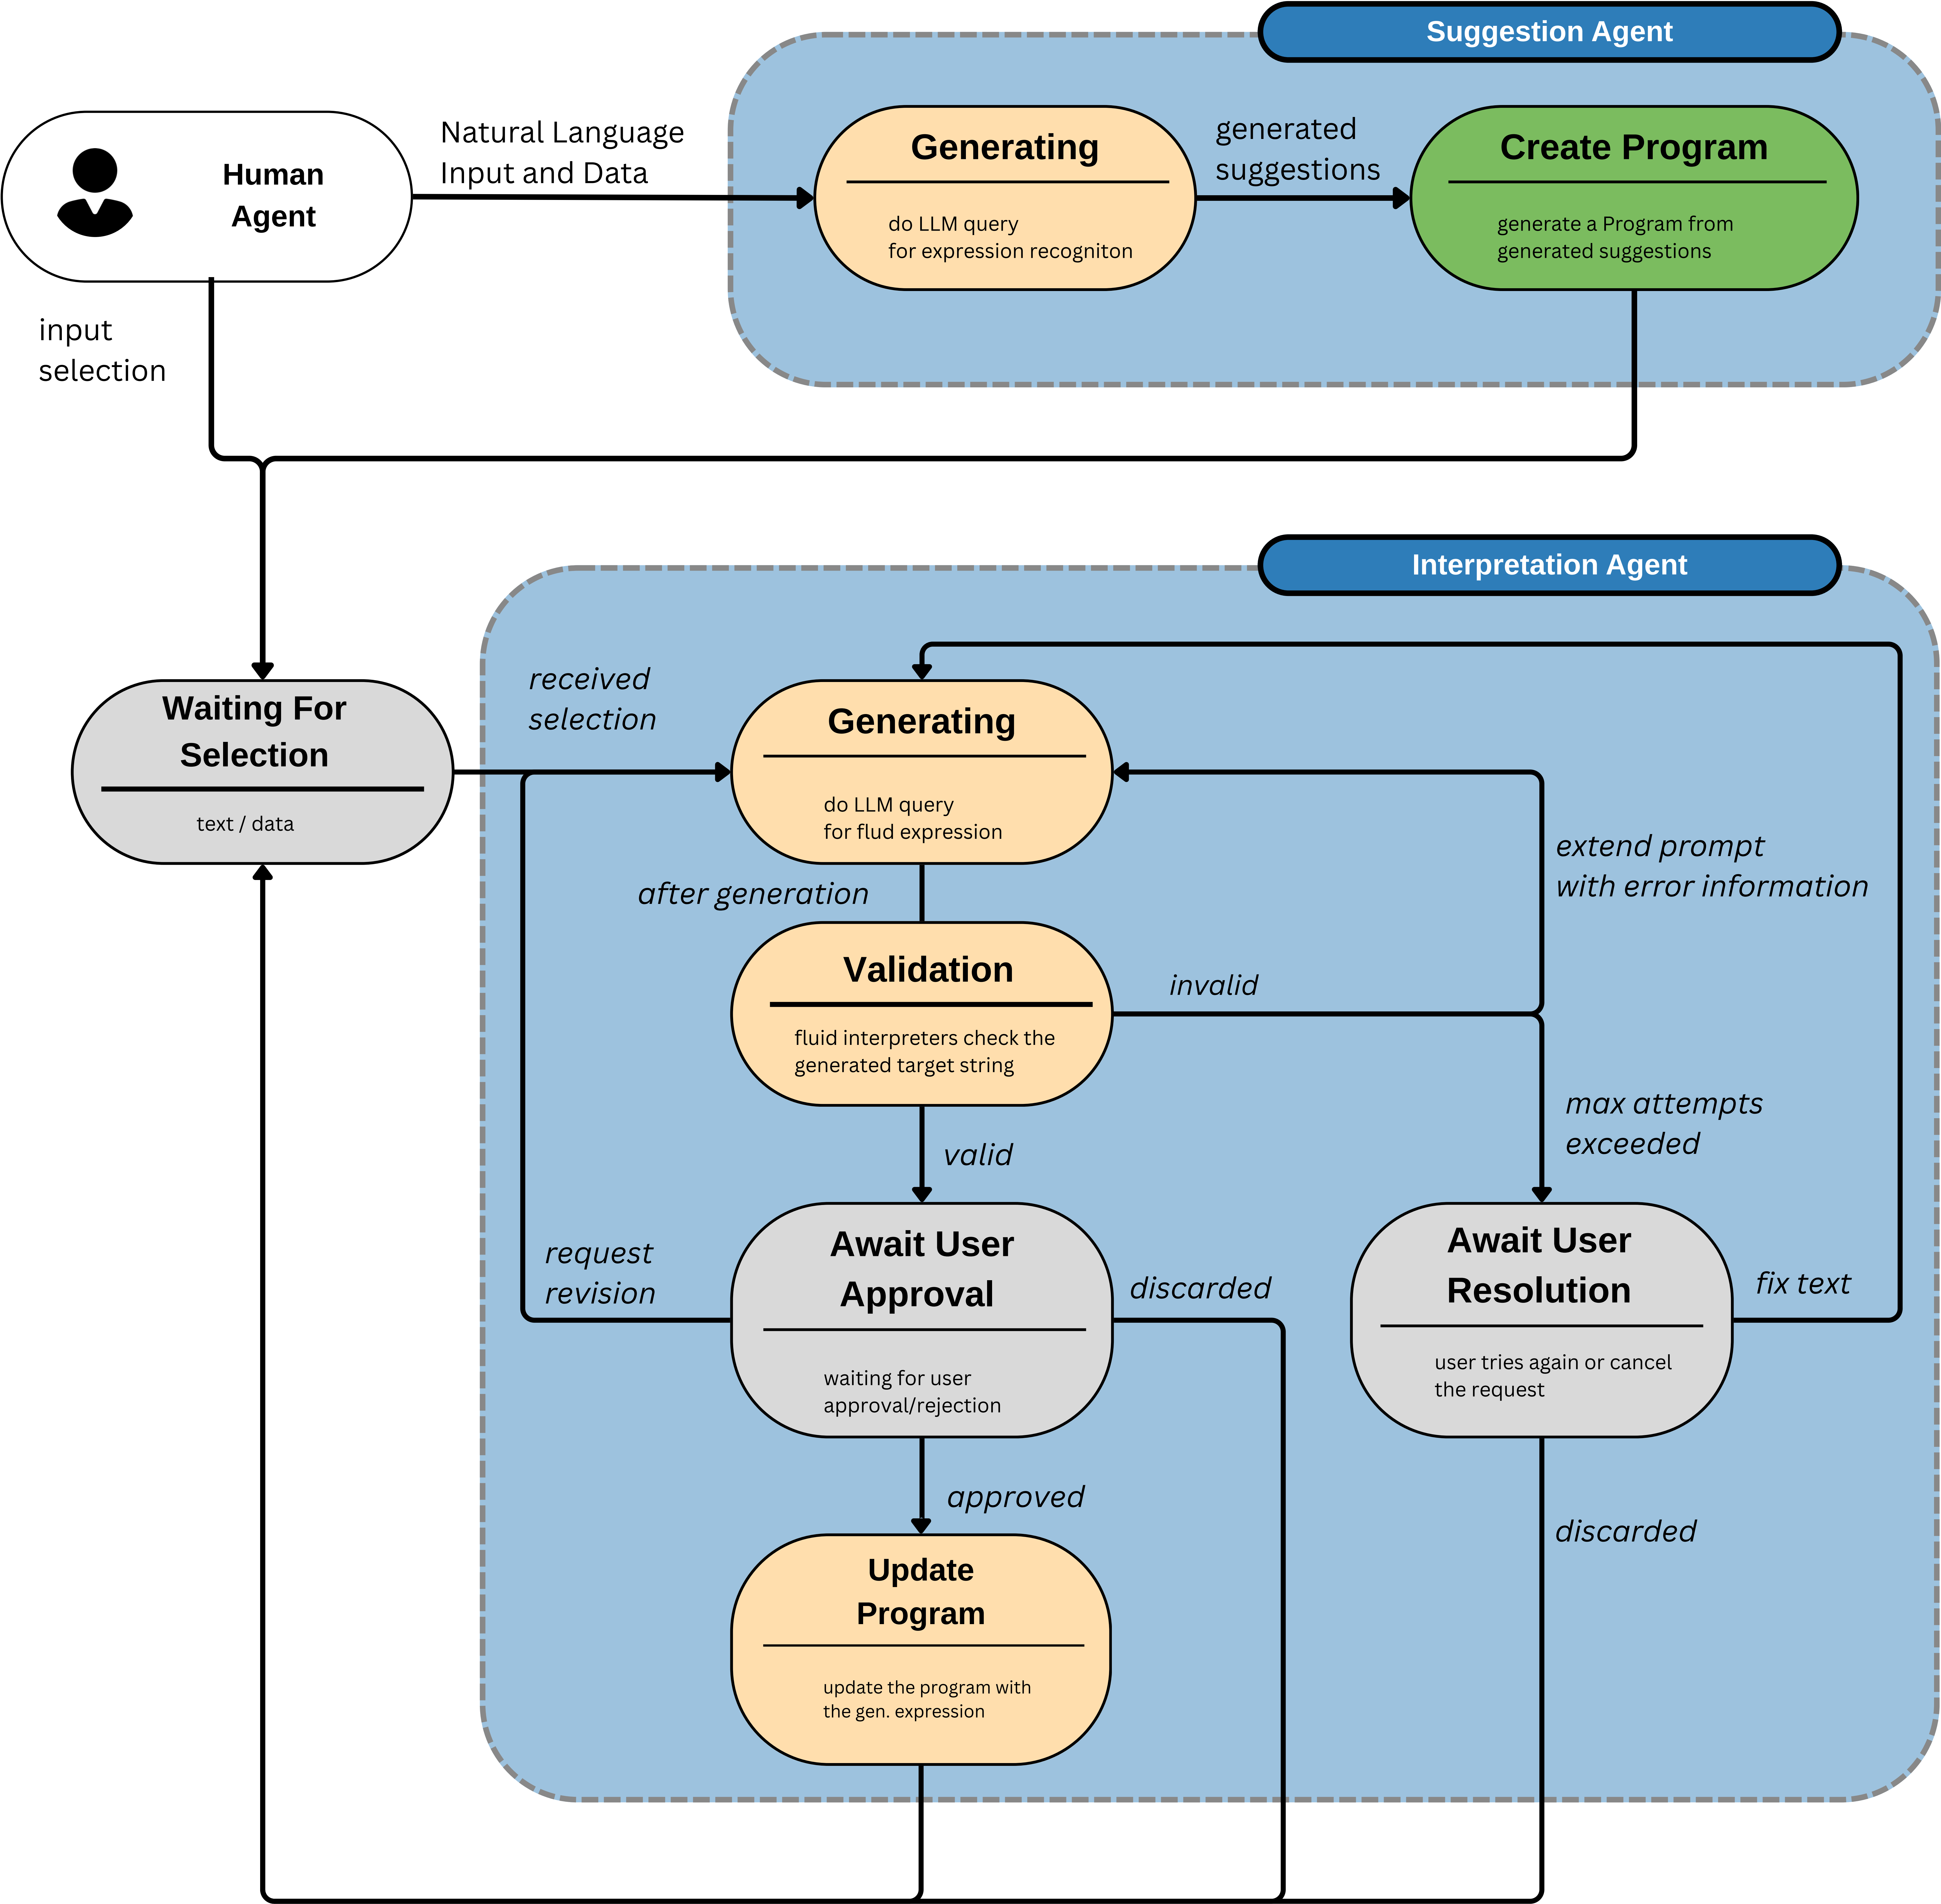 Suggestion Agent
Human
Agent
Natural Language
Input and Data
Generating
do LLM query
for expression recogniton
generated
suggestions
Create Program
generate a Program from
generated suggestions
input
selection
Interpretation Agent
Waiting For
Selection
text / data
received
selection
Generating
do LLM query
for flud expression
after generation
extend prompt
with error information
Validation
fluid interpreters check the
generated target string
invalid
valid
max attempts
exceeded
request
revision
Await User
Approval
waiting for user
approval/rejection
discarded
Await User
Resolution
user tries again or cancel
the request
fix text
approved
discarded
Update
Program
update the program with
the gen. expression